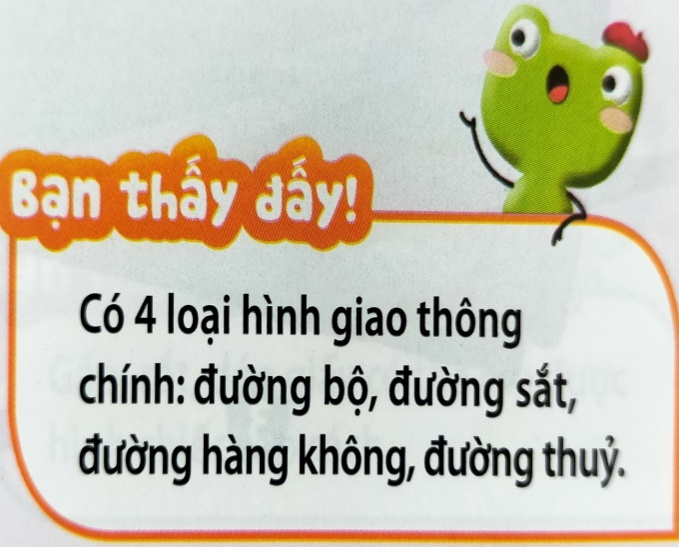 Bạn thấy đấy!
Có 4 loại hình giao thông
chính: đường bộ, đường sắt,
đường hàng không, đường thuỷ.